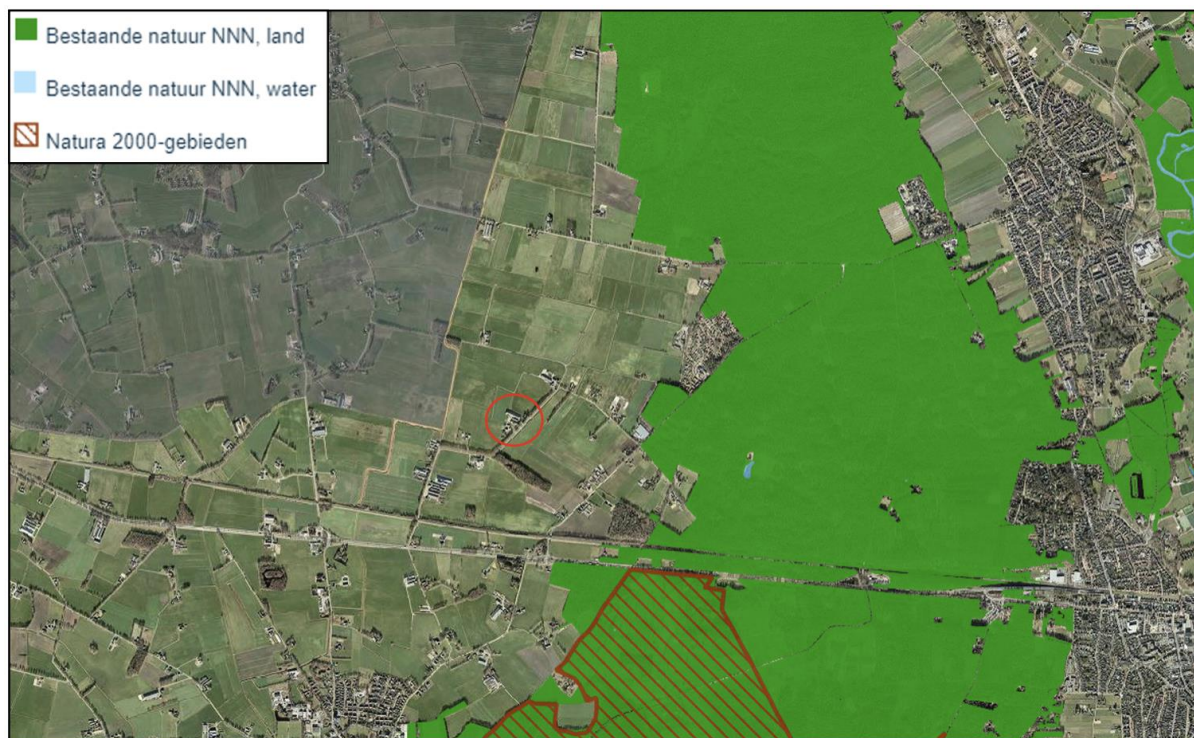 Bestaande natuur NNN, land
Bestaande natuur NNN, water
Natura 2000-gebieden